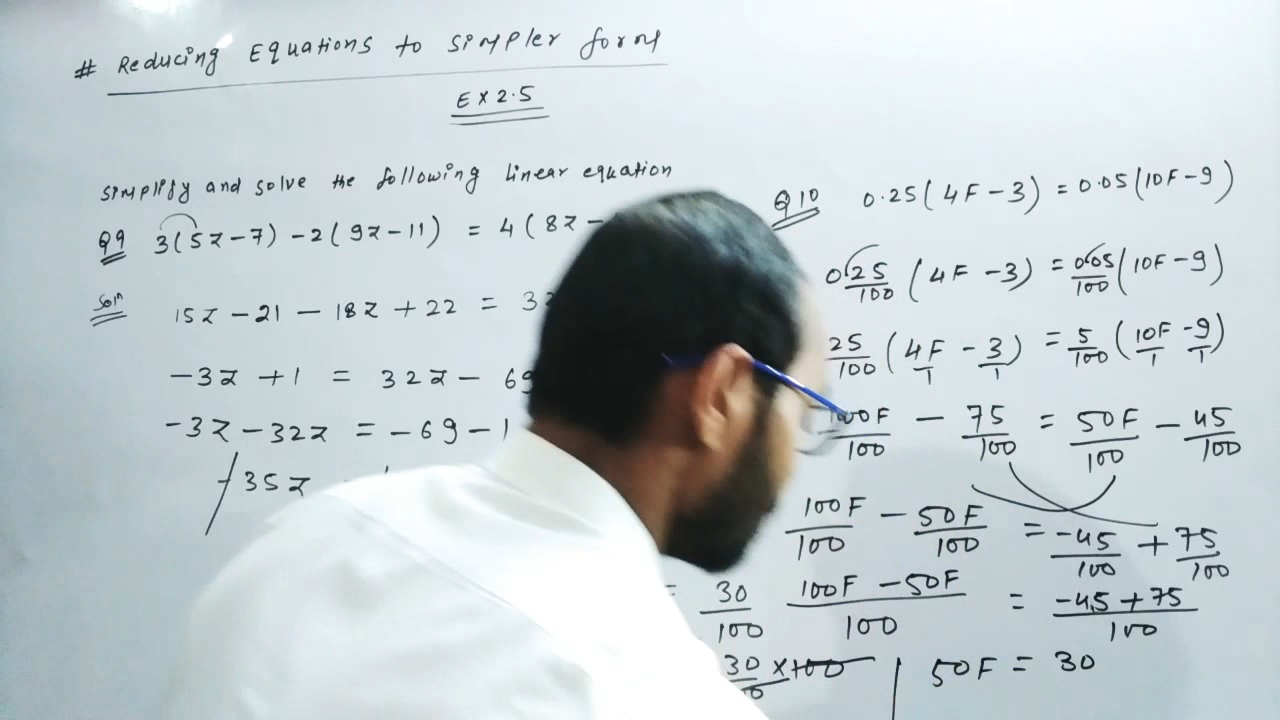 # Reducing Equations to simpler form
Ex 2.5
simplify and solve the following linear equation
Q9 3(5z-7) -2(9z-11) = 4(8z-
Soln 15z - 21 - 18z + 22 = 3
-3z + 1 = 32z - 69
-3z - 32z = -69 - 1
-35z
Q10 0.25(4F-3) = 0.05(10F-9)
025/100 (4F-3) = 005/100 (10F-9)
25/100 (4F/1 - 3/1) = 5/100 (10F/1 - 9/1)
100F/100 - 75/100 = 50F/100 - 45/100
100F/100 - 50F/100 = -45/100 + 75/100
100F - 50F/100 = -45 + 75/100
50F = 30
= 30/100
30 × 100